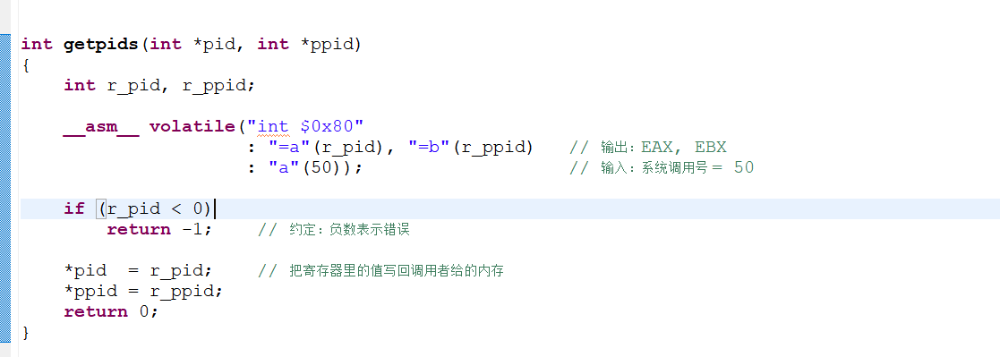 int getpids(int *pid, int *ppid)
{
    int r_pid, r_ppid;
    __asm__ volatile("int $0x80"
                     : "=a"(r_pid), "=b"(r_ppid)   // 输出：EAX, EBX
                     : "a"(50));                   // 输入：系统调用号 = 50
    if (r_pid < 0)
        return -1;    // 约定：负数表示错误
    *pid  = r_pid;    // 把寄存器里的值写回调用者给的内存
    *ppid = r_ppid;
    return 0;
}